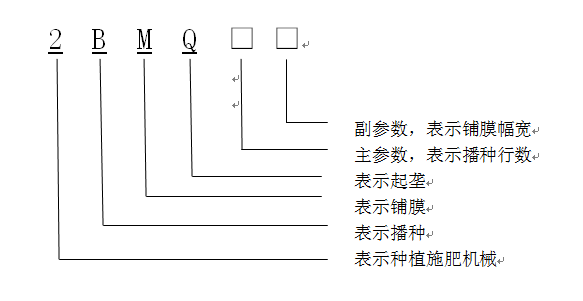 2 B M Q □ □
副参数，表示铺膜幅宽
主参数，表示播种行数
表示起垄
表示铺膜
表示播种
表示种植施肥机械